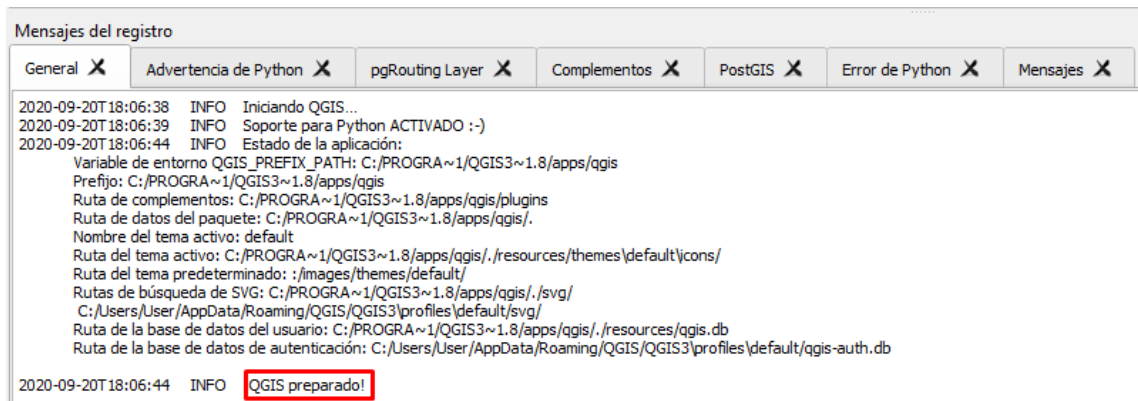 Mensajes del registro
General X Advertencia de Python X pgRouting Layer X Complementos X PostGIS X Error de Python X Mensajes X
2020-09-20T18:06:38 INFO Iniciando QGIS...
2020-09-20T18:06:39 INFO Soporte para Python ACTIVADO :-)
2020-09-20T18:06:44 INFO Estado de la aplicación:
Variable de entorno QGIS_PREFIX_PATH: C:/PROGRA~1/QGIS3~1.8/apps/qgis
Prefijo: C:/PROGRA~1/QGIS3~1.8/apps/qgis
Ruta de complementos: C:/PROGRA~1/QGIS3~1.8/apps/qgis/plugins
Ruta de datos del paquete: C:/PROGRA~1/QGIS3~1.8/apps/qgis/.
Nombre del tema activo: default
Ruta del tema activo: C:/PROGRA~1/QGIS3~1.8/apps/qgis/./resources/themes\default\icons/
Ruta del tema predeterminado: :/images/themes/default/
Rutas de búsqueda de SVG: C:/PROGRA~1/QGIS3~1.8/apps/qgis/./svg/
C:/Users/User/AppData/Roaming/QGIS/QGIS3\profiles\default/svg/
Ruta de la base de datos del usuario: C:/PROGRA~1/QGIS3~1.8/apps/qgis/./resources/qgis.db
Ruta de la base de datos de autenticación: C:/Users/User/AppData/Roaming/QGIS/QGIS3\profiles\default/qgis-auth.db
2020-09-20T18:06:44 INFO QGIS preparado!